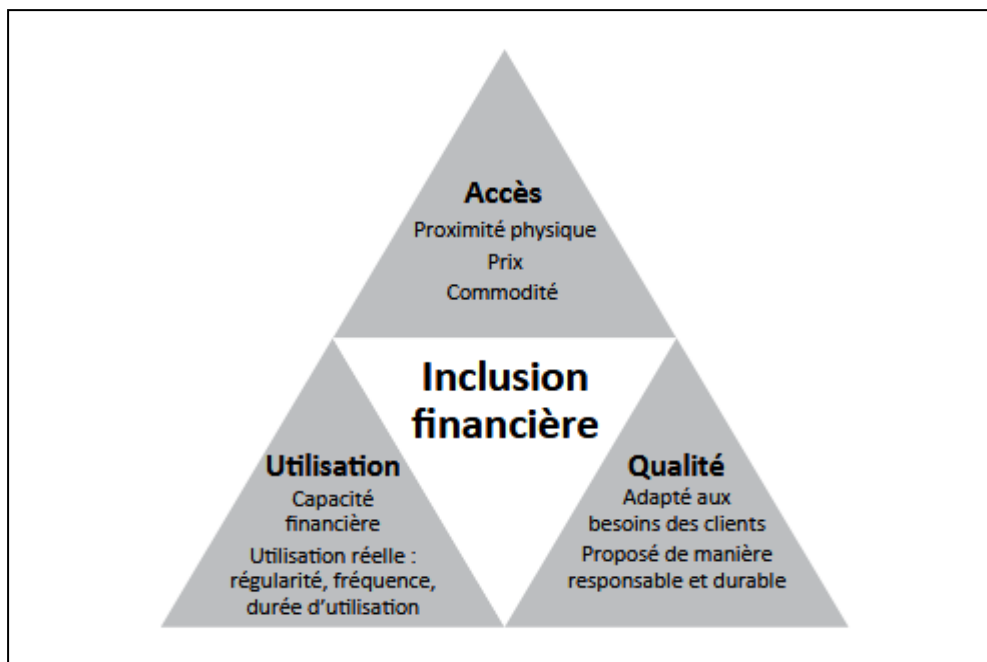 Accès
Proximité physique
Prix
Commodité
Inclusion
financière
Utilisation
Capacité
financière
Utilisation réelle :
régularité, fréquence,
durée d'utilisation
Qualité
Adapté aux
besoins des clients
Proposé de manière
responsable et durable